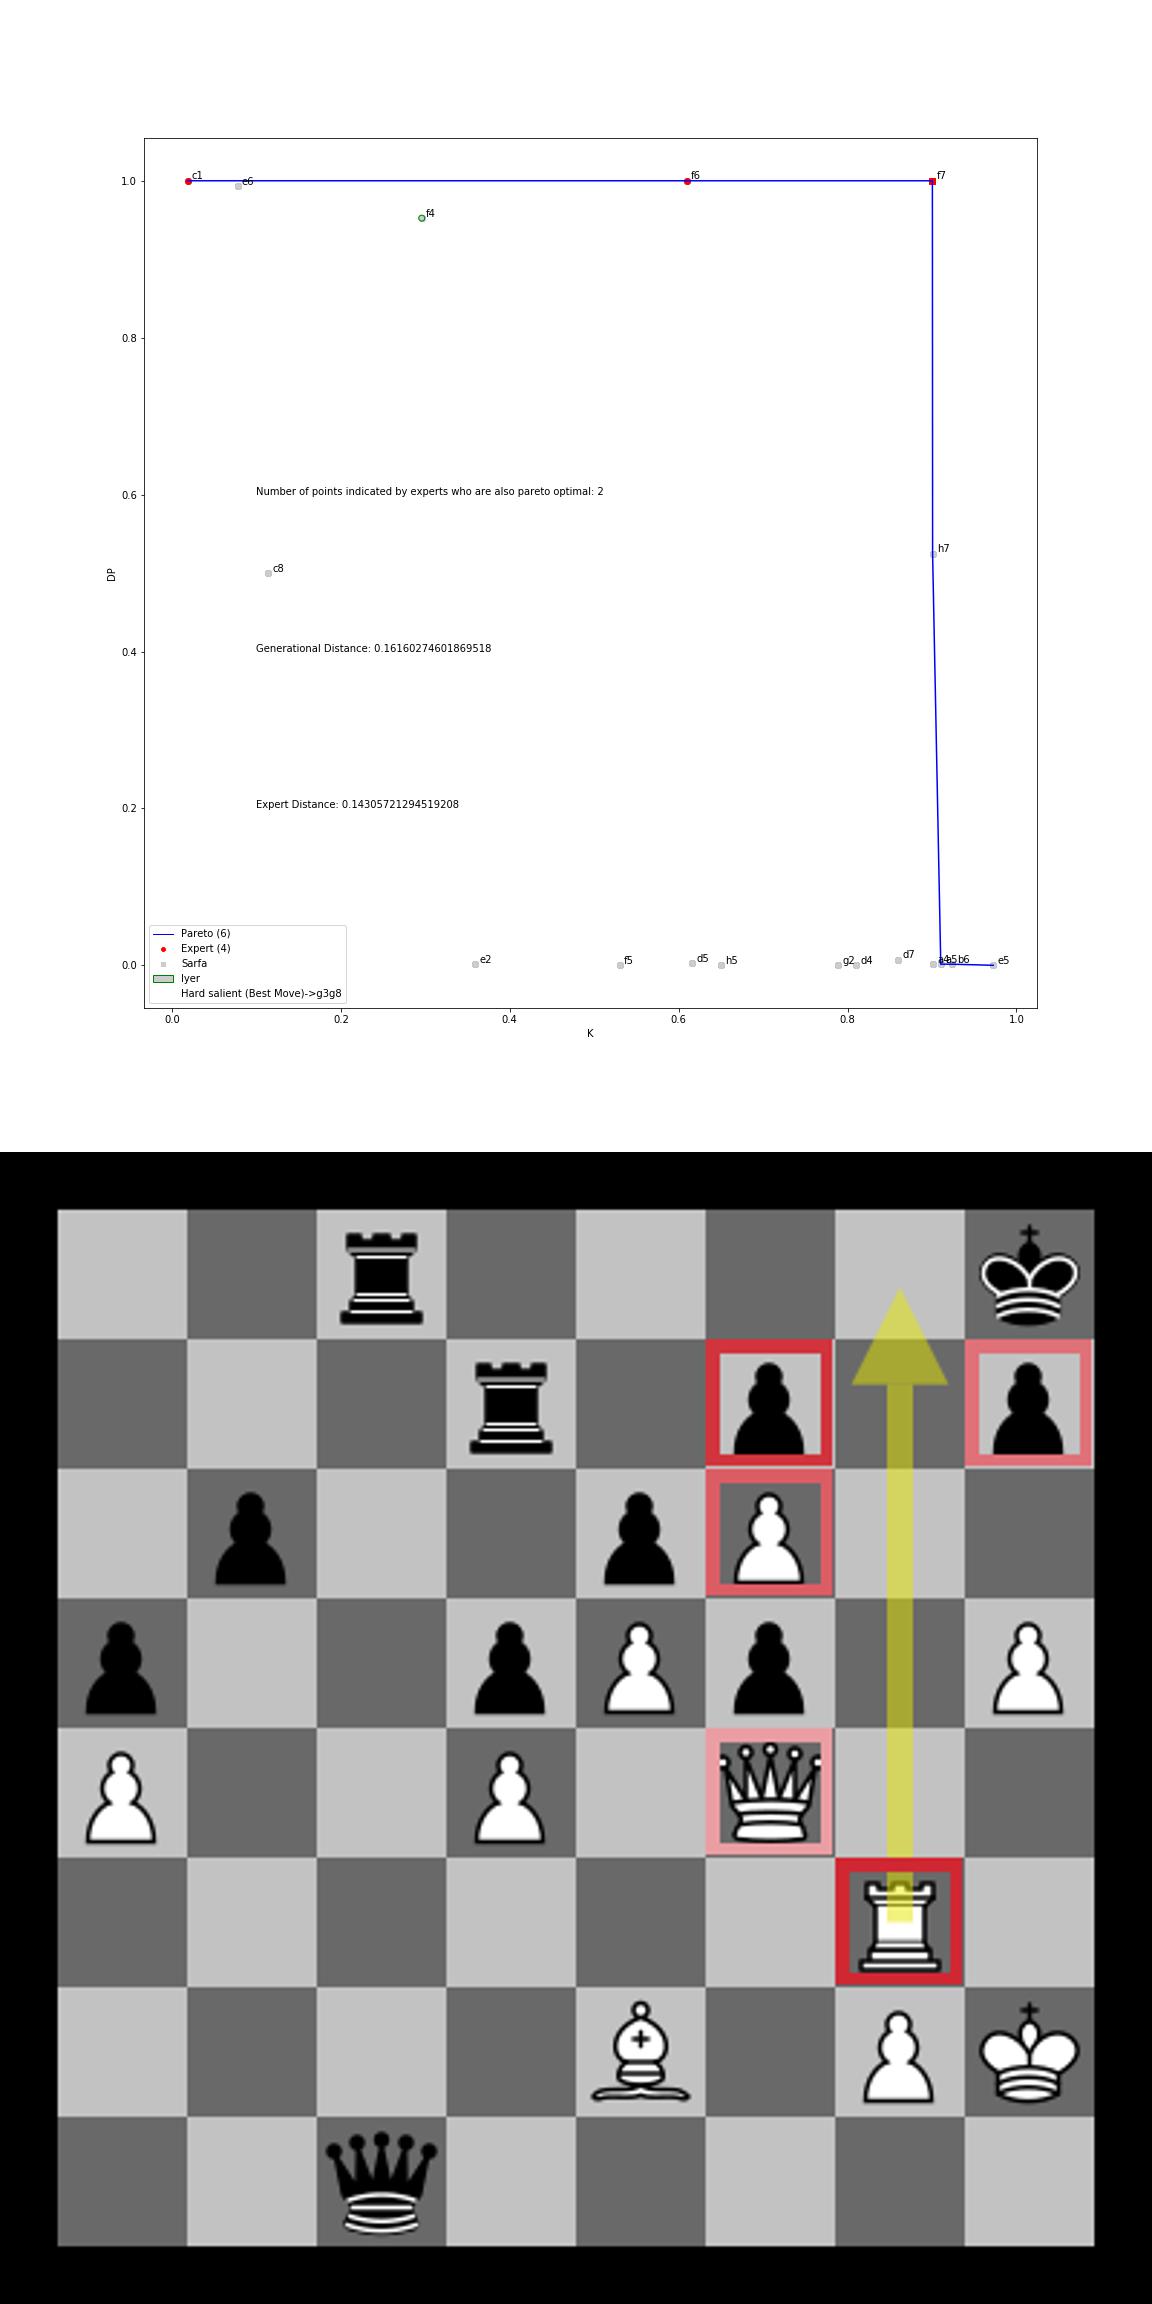 c1
e6
f6
f7
f4
1.0
0.8
Number of points indicated by experts who are also pareto optimal: 2
0.6
h7
DP
c8
Generational Distance: 0.16160274601869518
0.4
Expert Distance: 0.14305721294519208
0.2
Pareto (6)
Expert (4)
Sarfa
Iyer
Hard salient (Best Move)->g3g8
e2
f5
d5
h5
g2
d4
d7
a4
a5
b6
e5
0.0
0.0 0.2 0.4 0.6 0.8 1.0
K